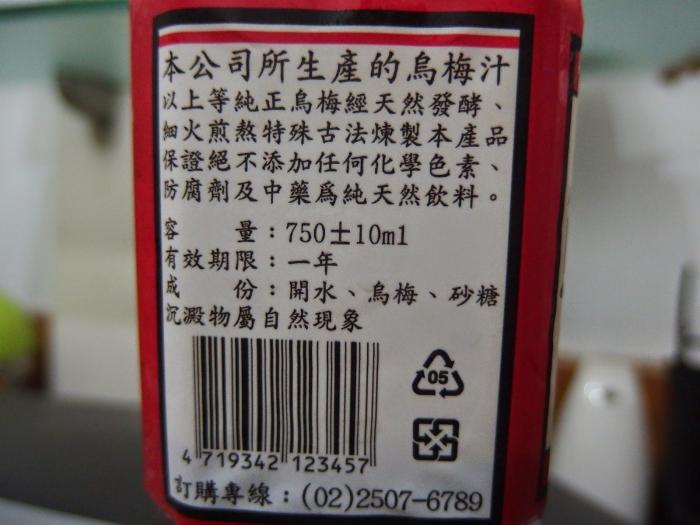 本公司所生產的烏梅汁
以上等純正烏梅經天然發酵、
細火煎熬特殊古法煉製本產品
保證絕不添加任何化學色素、
防腐劑及中藥爲純天然飲料。
容　　量：750±10ml
有效期限：一年
成　　份：開水、烏梅、砂糖
沉澱物屬自然現象
05
4 719342 123457
訂購專線：(02)2507-6789